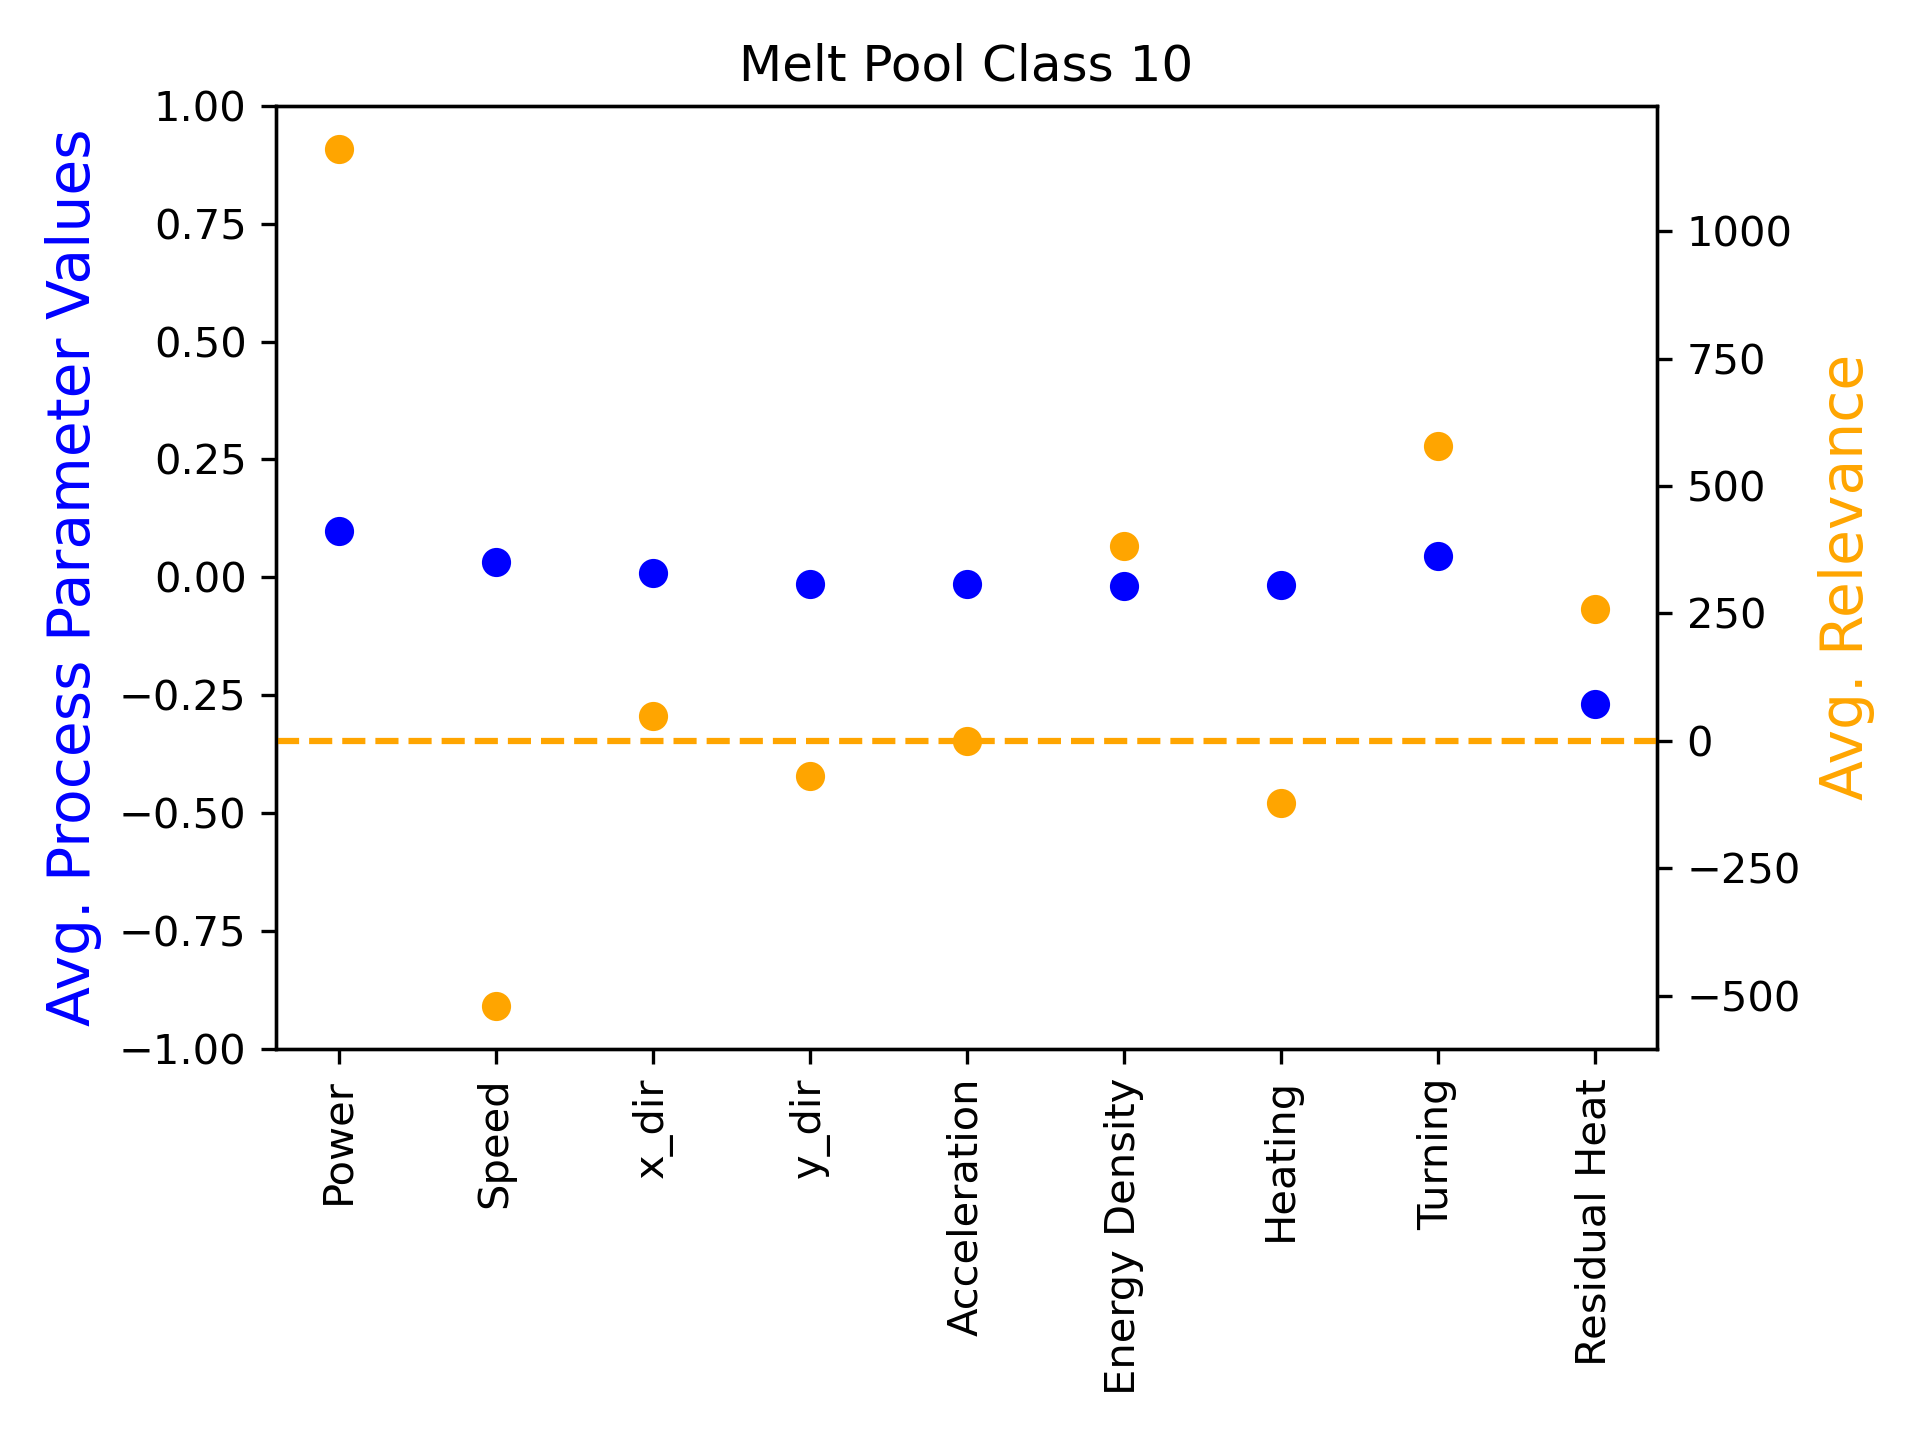 Melt Pool Class 10
Avg. Process Parameter Values
1.00
0.75
0.50
0.25
0.00
−0.25
−0.50
−0.75
−1.00
1000
750
500
250
0
−250
−500
Avg. Relevance
Power
Speed
x_dir
y_dir
Acceleration
Energy Density
Heating
Turning
Residual Heat